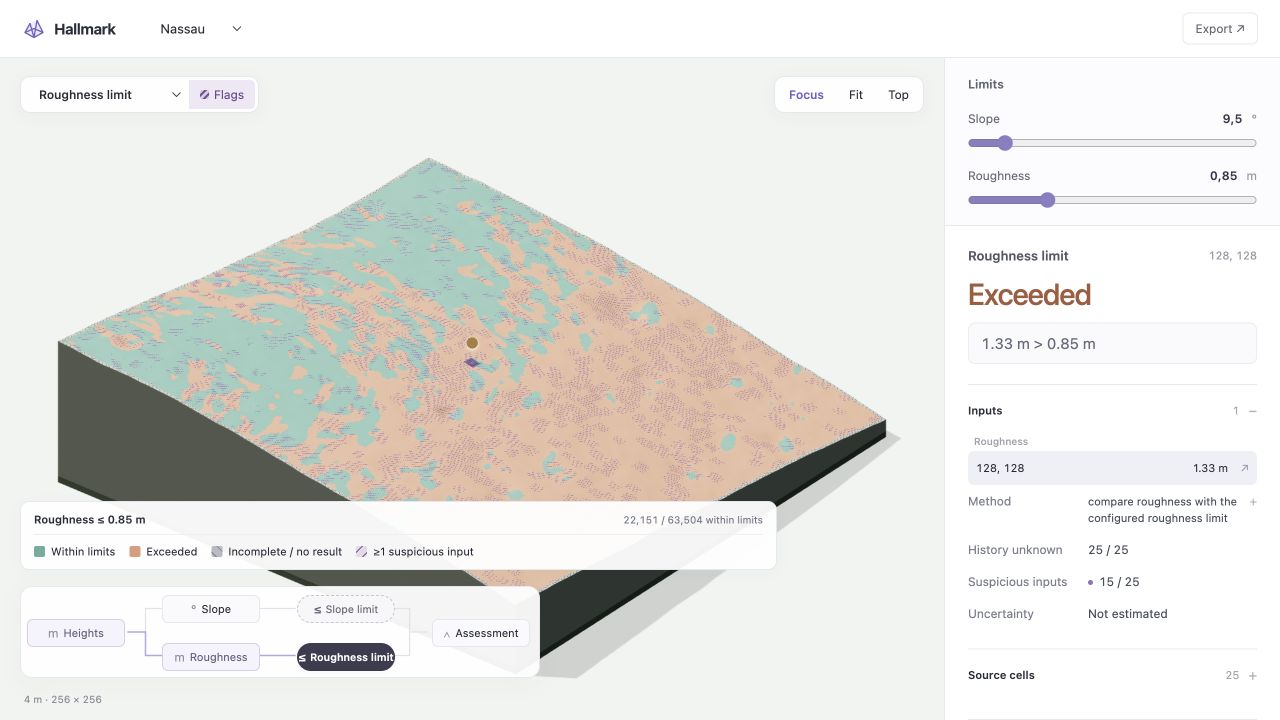 Hallmark
Nassau
Export ↗
Roughness limit
Flags
Focus
Fit
Top
Limits
Slope
9,5 °
Roughness
0,85 m
Roughness limit
128, 128
Exceeded
1.33 m > 0.85 m
Inputs
1 −
Roughness
128, 128
1.33 m ↗
Method
compare roughness with the
configured roughness limit
+
History unknown
25 / 25
Suspicious inputs
15 / 25
Uncertainty
Not estimated
Source cells
25 +
Roughness ≤ 0.85 m
22,151 / 63,504 within limits
Within limits
Exceeded
Incomplete / no result
≥1 suspicious input
° Slope
≤ Slope limit
m Heights
∧ Assessment
m Roughness
≤ Roughness limit
4 m · 256 × 256